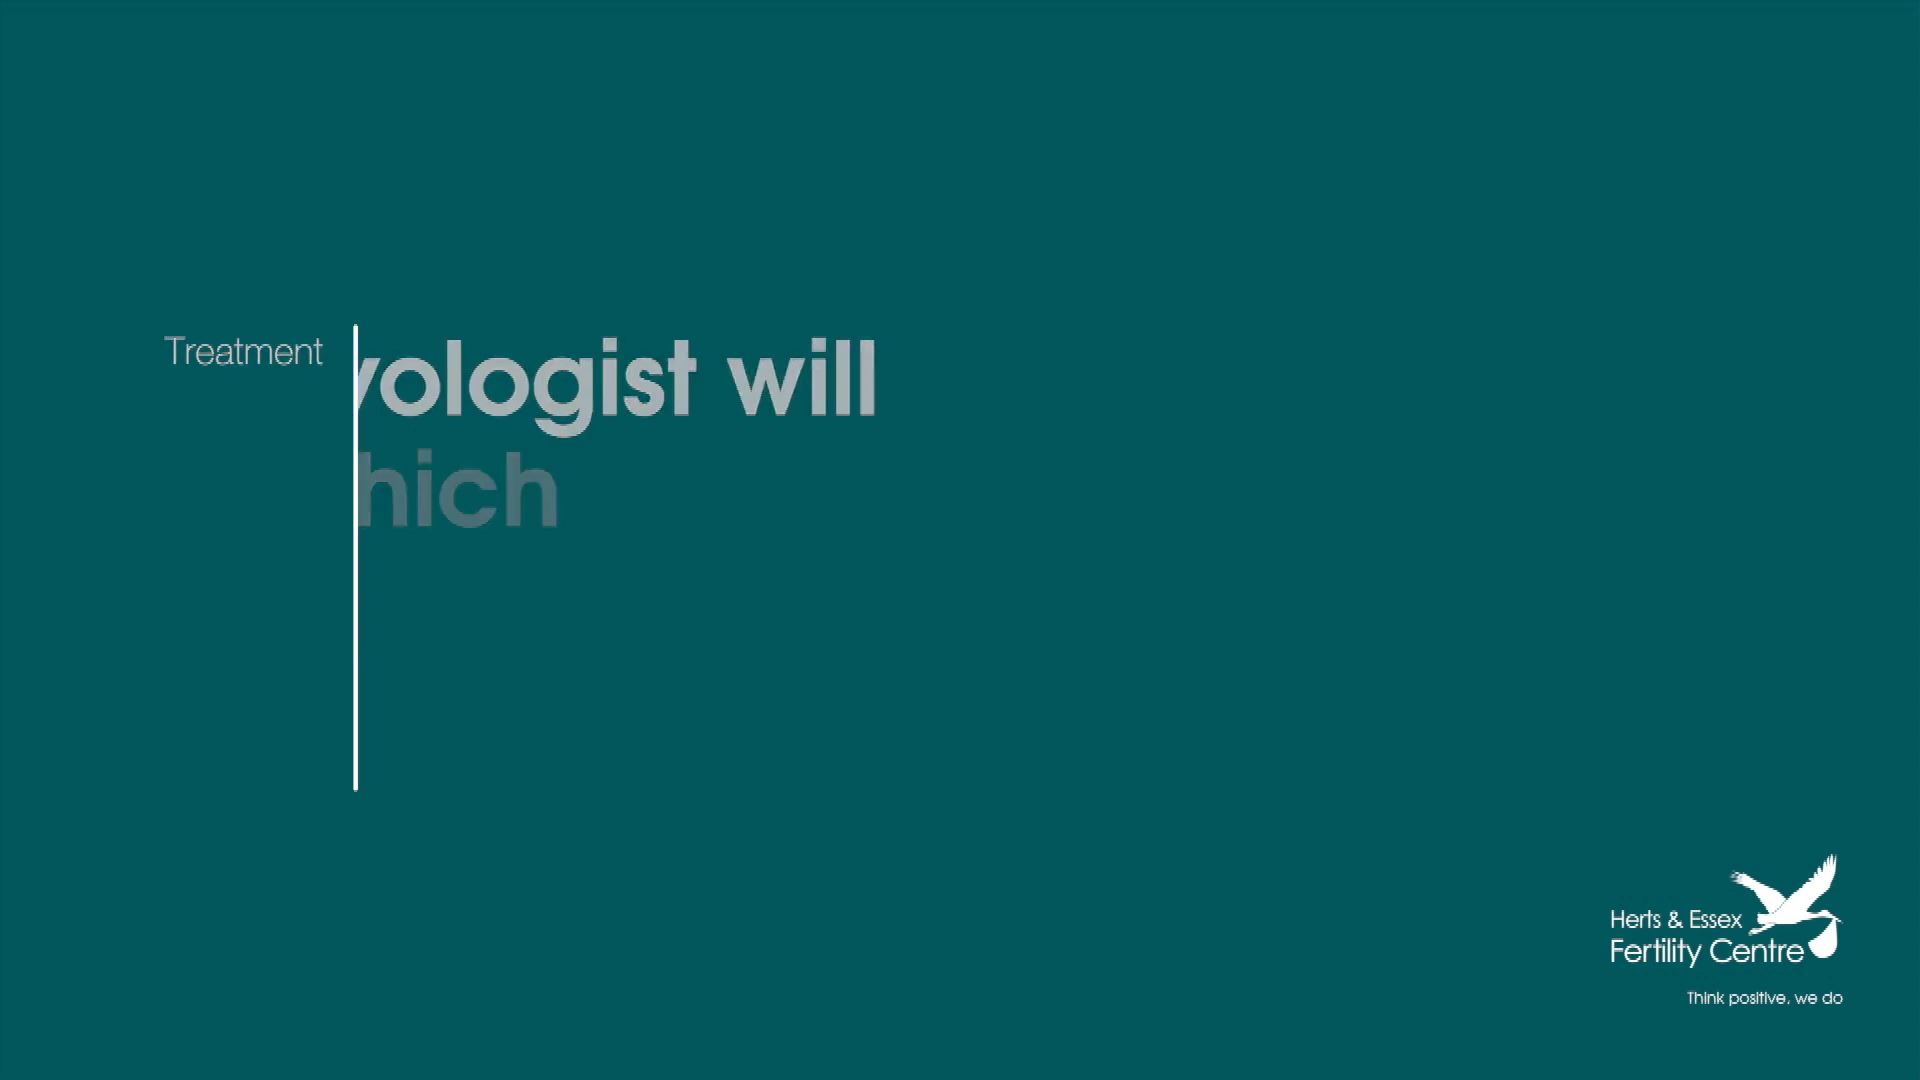 Treatment
yologist will
hich
Herts & Essex
Fertility Centre
Think positive, we do